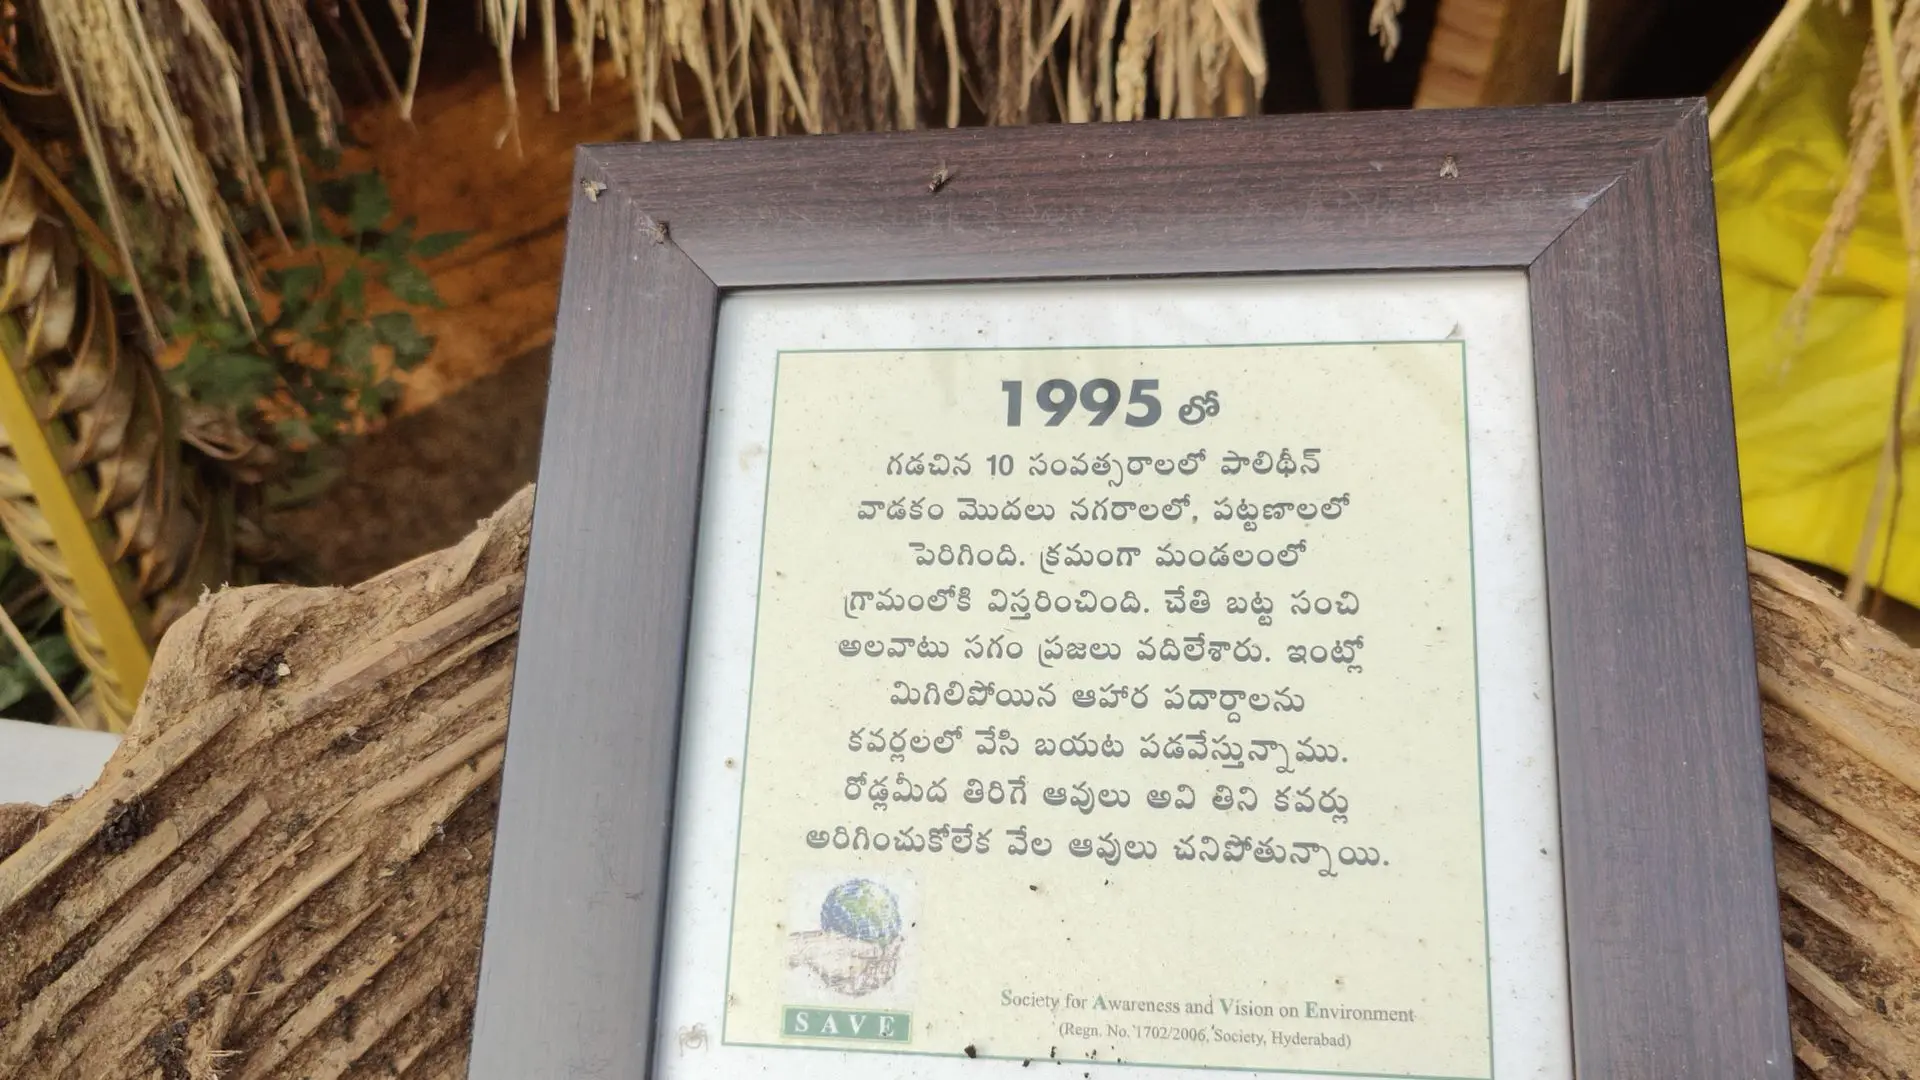 1995 లో
గడచిన 10 సంవత్సరాలలో పాలిథీన్
వాడకం మొదలు నగరాలలో, పట్టణాలలో
పెరిగింది. క్రమంగా మండలంలో
గ్రామంలోకి విస్తరించింది. చేతి బట్ట సంచి
అలవాటు సగం ప్రజలు వదిలేశారు. ఇంట్లో
మిగిలిపోయిన ఆహార పదార్దాలను
కవర్లలలో వేసి బయట పడవేస్తున్నాము.
రోడ్లమీద తిరిగే ఆవులు అవి తిని కవర్లు
అరిగించుకోలేక వేల ఆవులు చనిపోతున్నాయి.
SAVE
Society for Awareness and Vision on Environment
(Regn. No. 1702/2006, Society, Hyderabad)